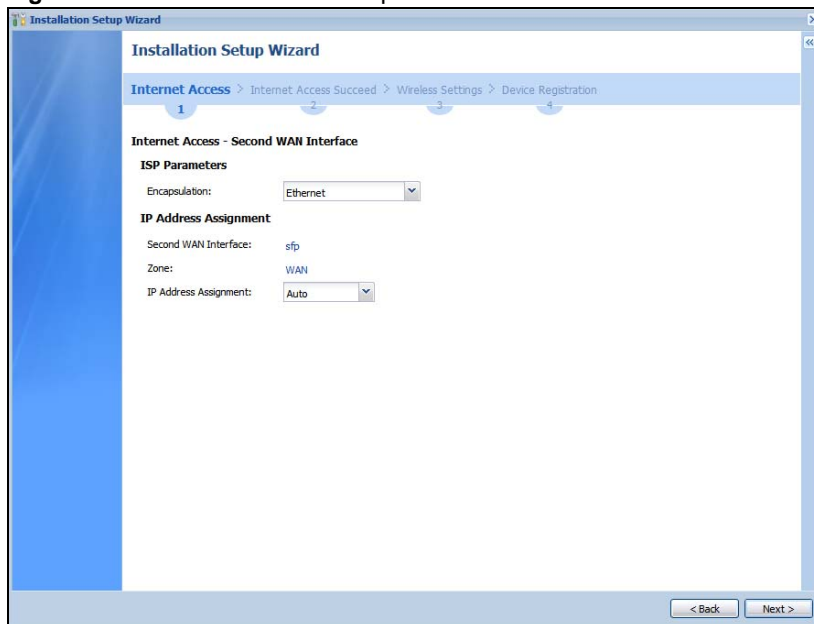 Installation Setup Wizard
Installation Setup Wizard
Internet Access > Internet Access Succeed > Wireless Settings > Device Registration
1 2 3 4
Internet Access - Second WAN Interface
ISP Parameters
Encapsulation: Ethernet
IP Address Assignment
Second WAN Interface: sfp
Zone: WAN
IP Address Assignment: Auto
< Back Next >